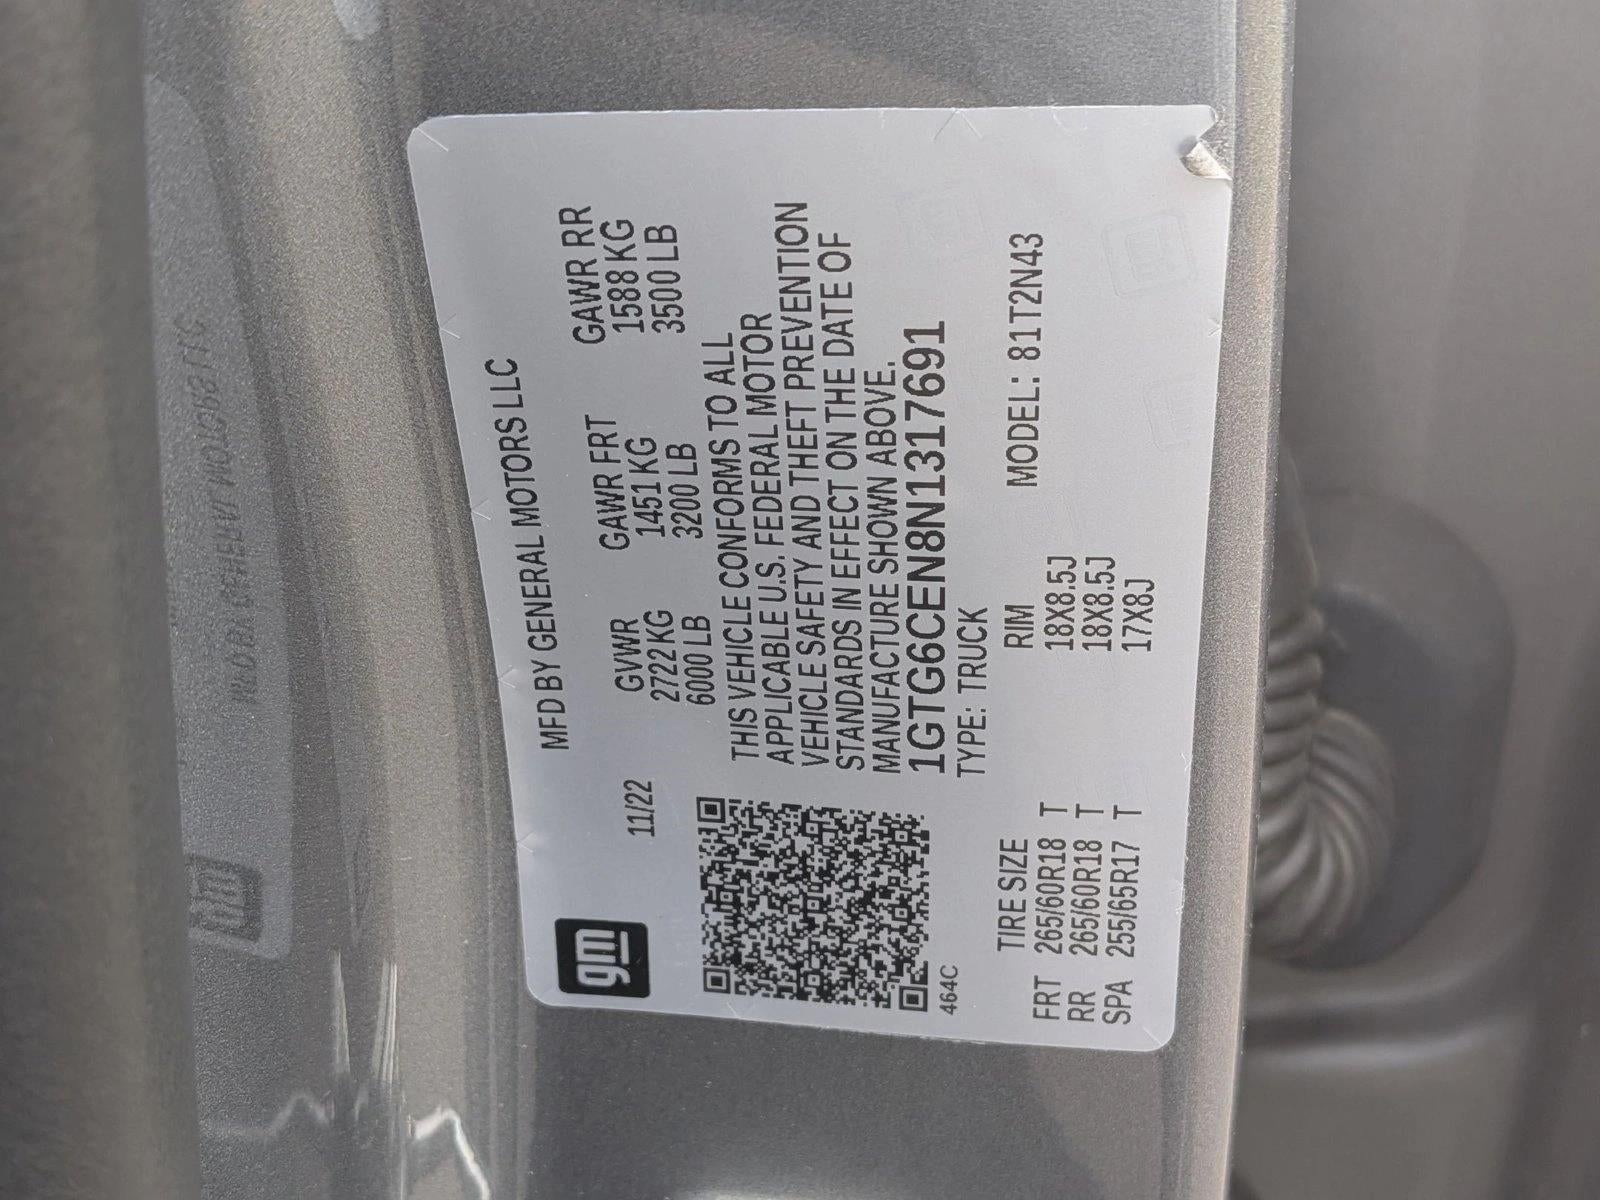 gm
MFD BY GENERAL MOTORS LLC
11/22
GVWR GAWR FRT GAWR RR
2722 KG 1451 KG 1588 KG
6000 LB 3200 LB 3500 LB
THIS VEHICLE CONFORMS TO ALL
APPLICABLE U.S. FEDERAL MOTOR
VEHICLE SAFETY AND THEFT PREVENTION
STANDARDS IN EFFECT ON THE DATE OF
MANUFACTURE SHOWN ABOVE.
1GTG6CEN8N1317691
464C
TYPE: TRUCK
TIRE SIZE RIM MODEL: 81T2N43
FRT 265/60R18 T 18X8.5J
RR 265/60R18 T 18X8.5J
SPA 255/65R17 T 17X8J